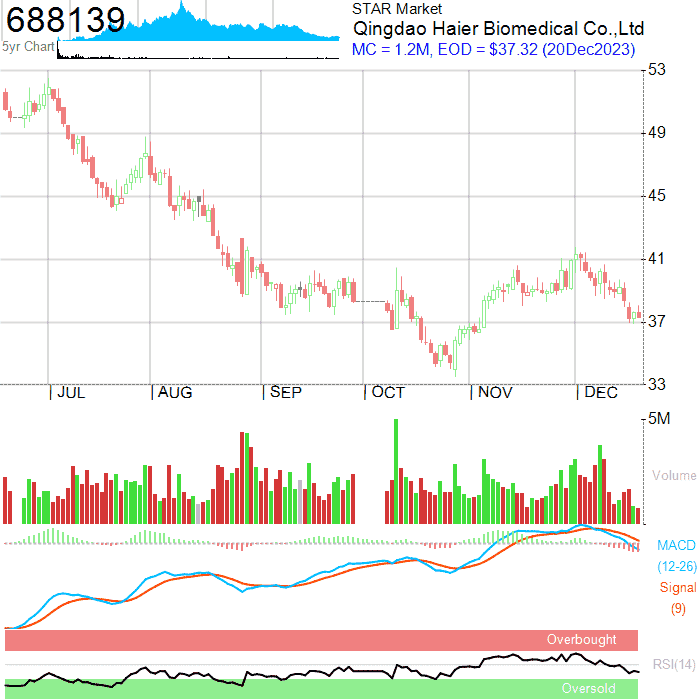 688139
5yr Chart
STAR Market
Qingdao Haier Biomedical Co.,Ltd
MC = 1.2M, EOD = $37.32 (20Dec2023)
53
49
45
41
37
33
JUL
AUG
SEP
OCT
NOV
DEC
5M
Volume
MACD
(12-26)
Signal
(9)
Overbought
RSI(14)
Oversold